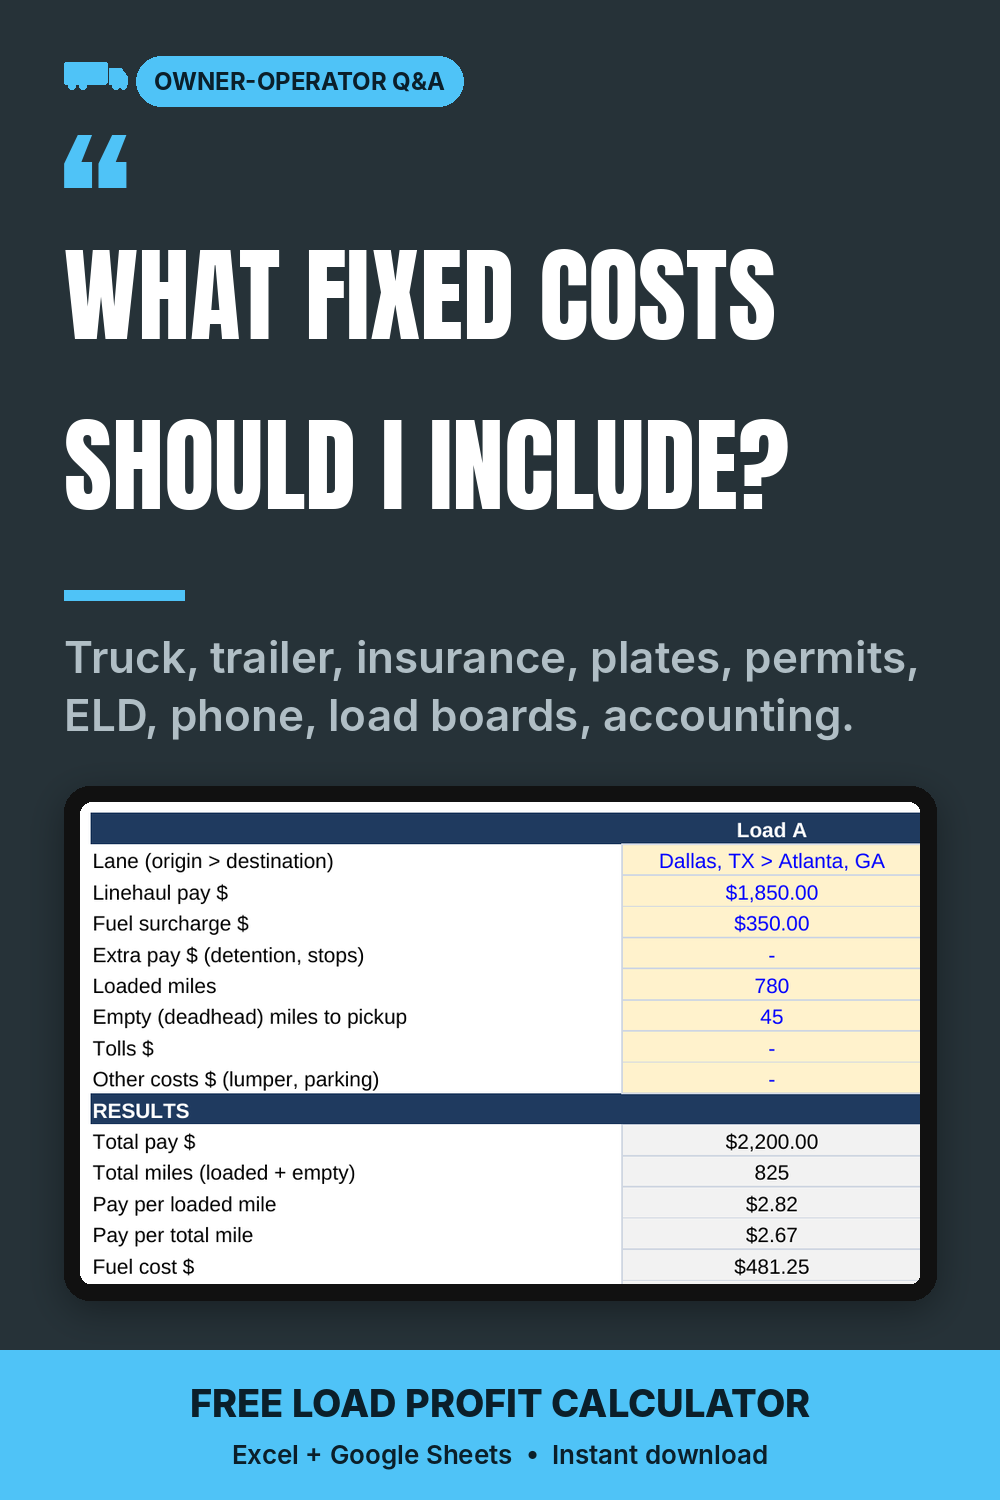 OWNER-OPERATOR Q&A
“
WHAT FIXED COSTS
SHOULD I INCLUDE?
Truck, trailer, insurance, plates, permits,
ELD, phone, load boards, accounting.
Load A
Lane (origin > destination) Dallas, TX > Atlanta, GA
Linehaul pay $ $1,850.00
Fuel surcharge $ $350.00
Extra pay $ (detention, stops) -
Loaded miles 780
Empty (deadhead) miles to pickup 45
Tolls $ -
Other costs $ (lumper, parking) -
RESULTS
Total pay $ $2,200.00
Total miles (loaded + empty) 825
Pay per loaded mile $2.82
Pay per total mile $2.67
Fuel cost $ $481.25
FREE LOAD PROFIT CALCULATOR
Excel + Google Sheets • Instant download